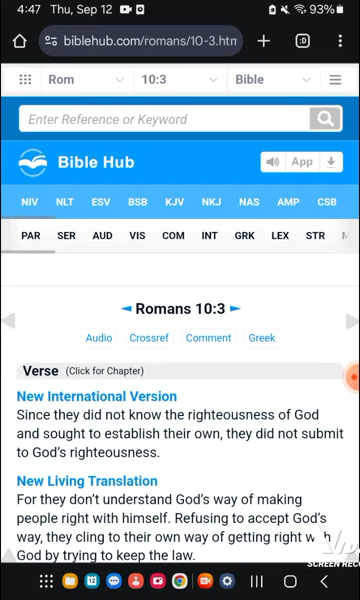 4:47 Thu, Sep 12 93%
biblehub.com/romans/10-3.htm
Rom 10:3 Bible
Enter Reference or Keyword
Bible Hub App
NIV NLT ESV BSB KJV NKJ NAS AMP CSB
PAR SER AUD VIS COM INT GRK LEX STR
Romans 10:3
Audio Crossref Comment Greek
Verse (Click for Chapter)
New International Version
Since they did not know the righteousness of God
and sought to establish their own, they did not submit
to God's righteousness.
New Living Translation
For they don't understand God's way of making
people right with himself. Refusing to accept God's
way, they cling to their own way of getting right with
God by trying to keep the law.
SCREEN REC